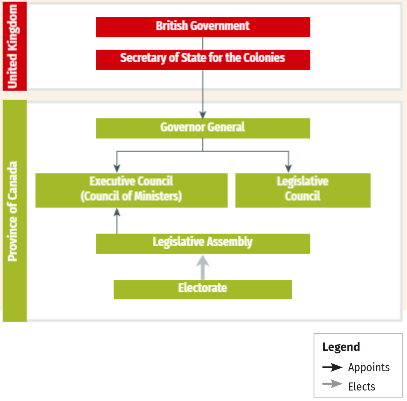 United Kingdom
British Government
Secretary of State for the Colonies
Province of Canada
Governor General
Executive Council
(Council of Ministers)
Legislative
Council
Legislative Assembly
Electorate
Legend
Appoints
Elects